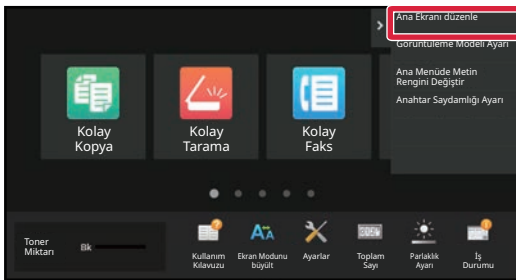 Ana Ekranı düzenle
Görüntüleme Modeli Ayarı
Ana Menüde Metin
Rengini Değiştir
Anahtar Saydamlığı Ayarı
Kolay
Kopya
Kolay
Tarama
Kolay
Faks
Toner
Miktarı
Bk
Kullanım
Kılavuzu
Ekran Modunu
büyült
Ayarlar
Toplam
Sayı
Parlaklık
Ayarı
İş
Durumu